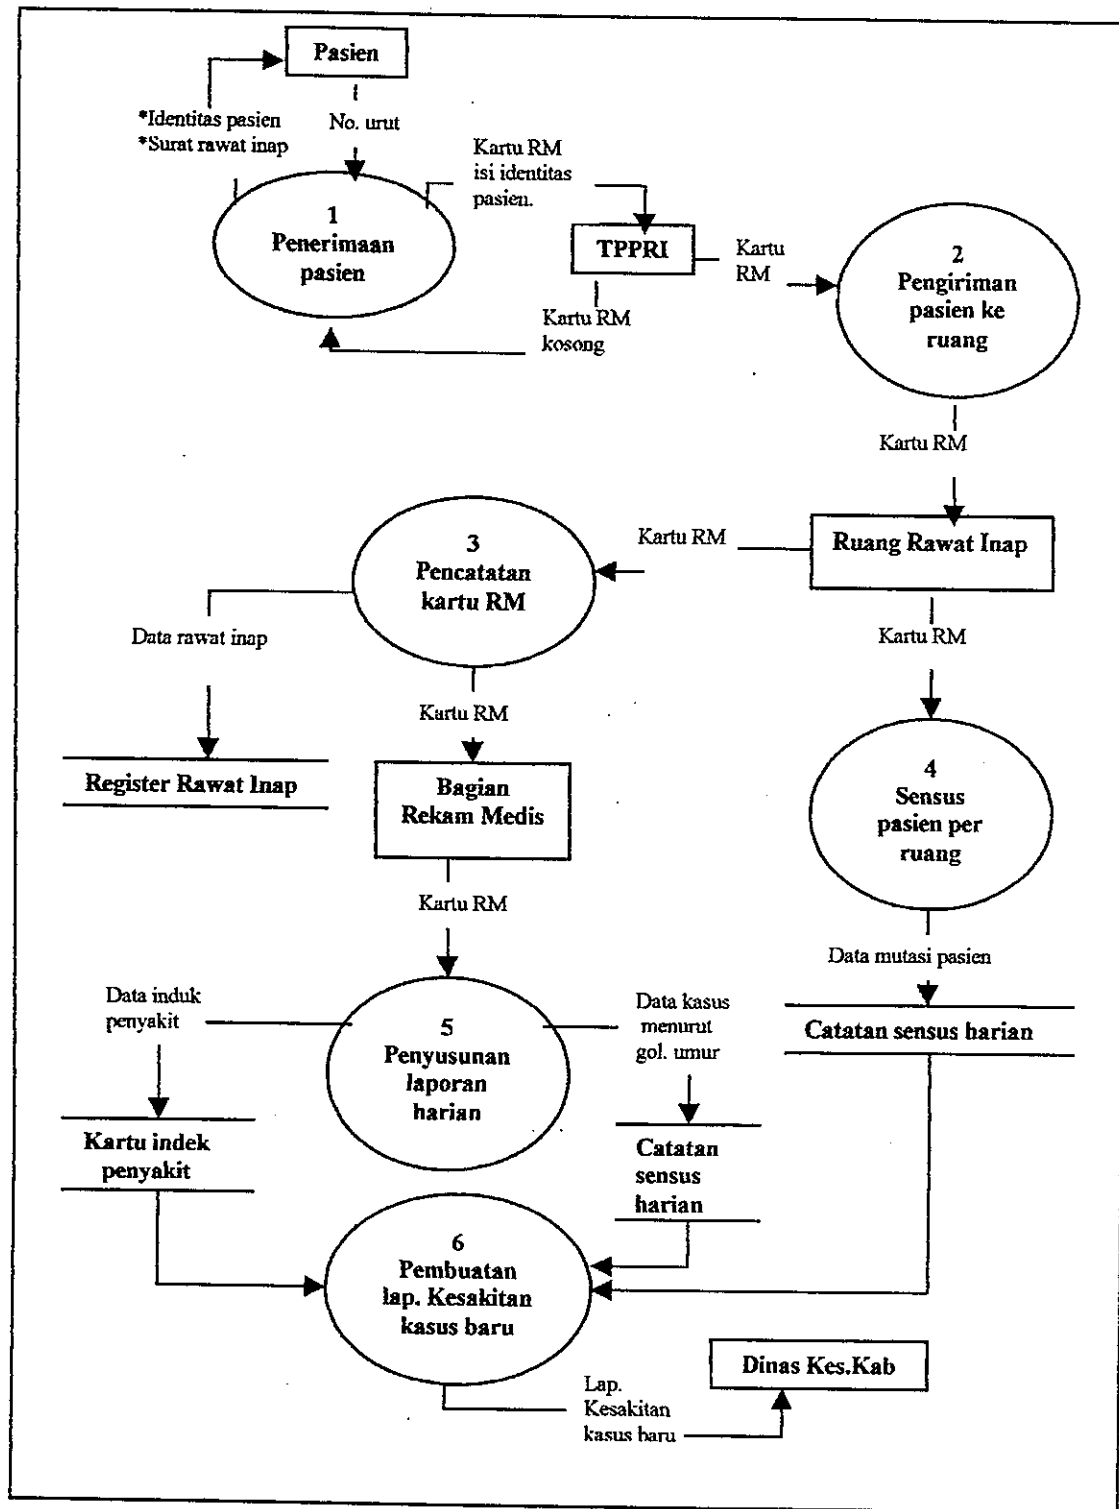 Pasien
*Identitas pasien
*Surat rawat inap
No. urut
Kartu RM
isi identitas
pasien.
1
Penerimaan
pasien
TPPRI
Kartu
RM
2
Pengiriman
pasien ke
ruang
Kartu RM
kosong
Kartu RM
3
Pencatatan
kartu RM
Kartu RM
Ruang Rawat Inap
Data rawat inap
Kartu RM
Kartu RM
Register Rawat Inap
Bagian
Rekam Medis
4
Sensus
pasien per
ruang
Kartu RM
Data mutasi pasien
Data induk
penyakit
5
Penyusunan
laporan
harian
Data kasus
menurut
gol. umur
Catatan sensus harian
Kartu indek
penyakit
Catatan
sensus
harian
6
Pembuatan
lap. Kesakitan
kasus baru
Dinas Kes.Kab
Lap.
Kesakitan
kasus baru